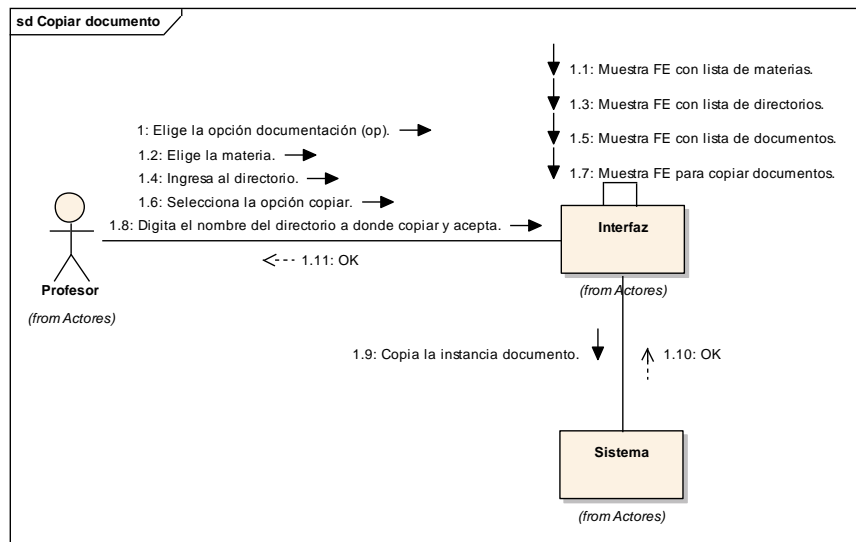 sd Copiar documento
1.1: Muestra FE con lista de materias.
1.3: Muestra FE con lista de directorios.
1.5: Muestra FE con lista de documentos.
1.7: Muestra FE para copiar documentos.
1: Elige la opción documentación (op).
1.2: Elige la materia.
1.4: Ingresa al directorio.
1.6: Selecciona la opción copiar.
1.8: Digita el nombre del directorio a donde copiar y acepta.
Interfaz
1.11: OK
Profesor
(from Actores)
(from Actores)
1.9: Copia la instancia documento.
1.10: OK
Sistema
(from Actores)